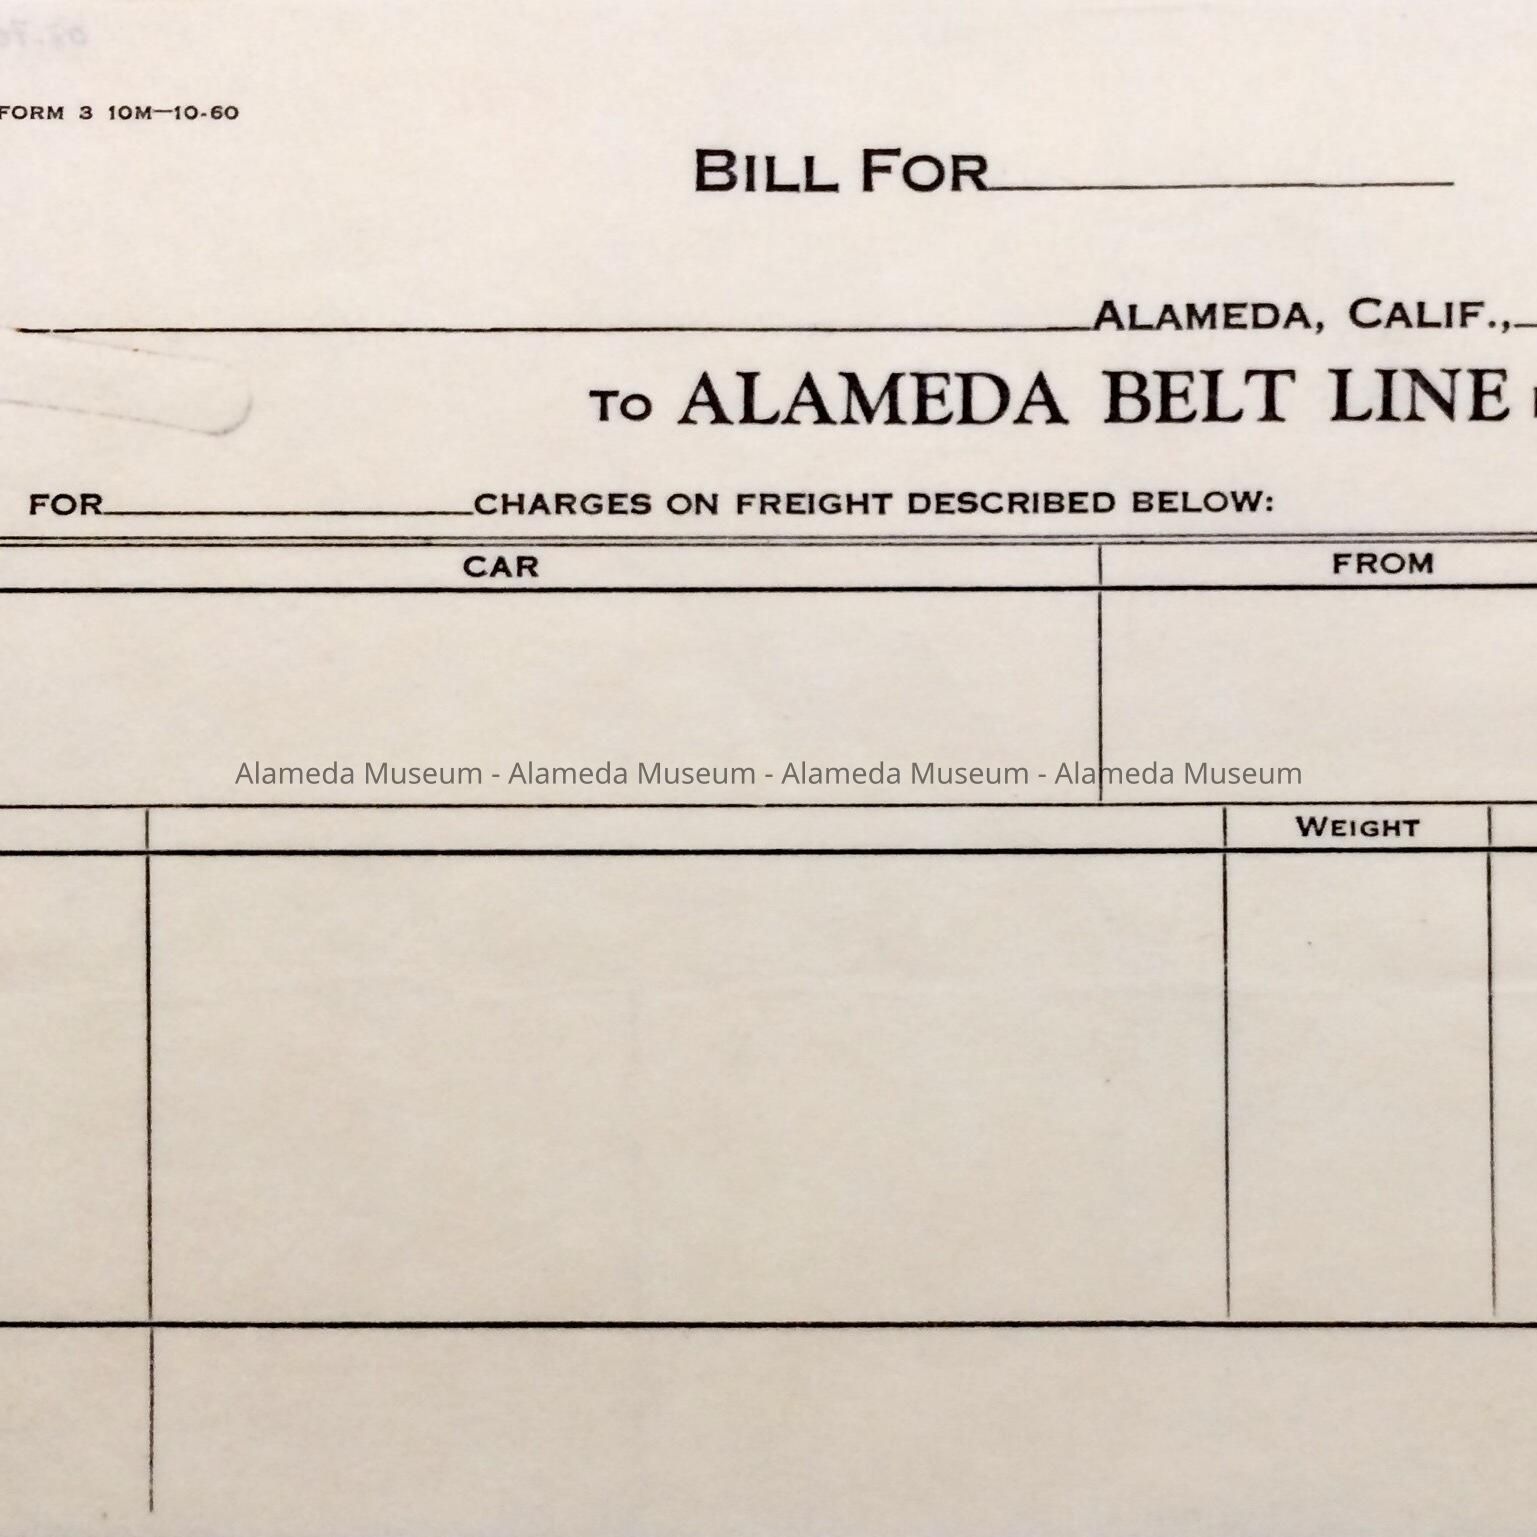 FORM 3 10M—10-60
BILL FOR
ALAMEDA, CALIF.,
TO ALAMEDA BELT LINE
FOR CHARGES ON FREIGHT DESCRIBED BELOW:
CAR FROM
Alameda Museum - Alameda Museum - Alameda Museum - Alameda Museum
WEIGHT